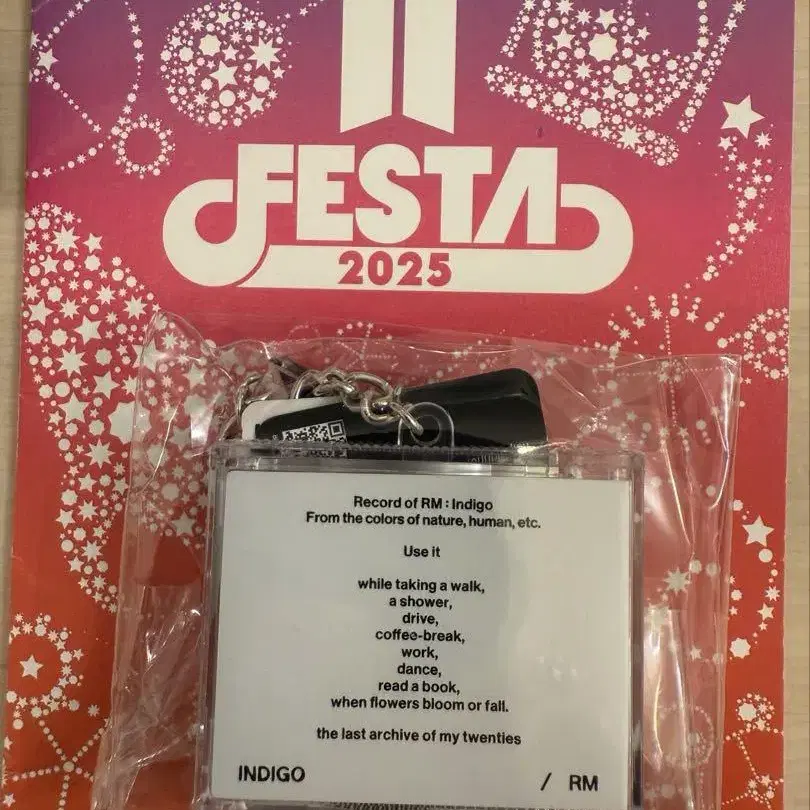 FESTA
2025
Record of RM : Indigo
From the colors of nature, human, etc.
Use it
while taking a walk,
a shower,
drive,
coffee-break,
work,
dance,
read a book,
when flowers bloom or fall.
the last archive of my twenties
INDIGO / RM